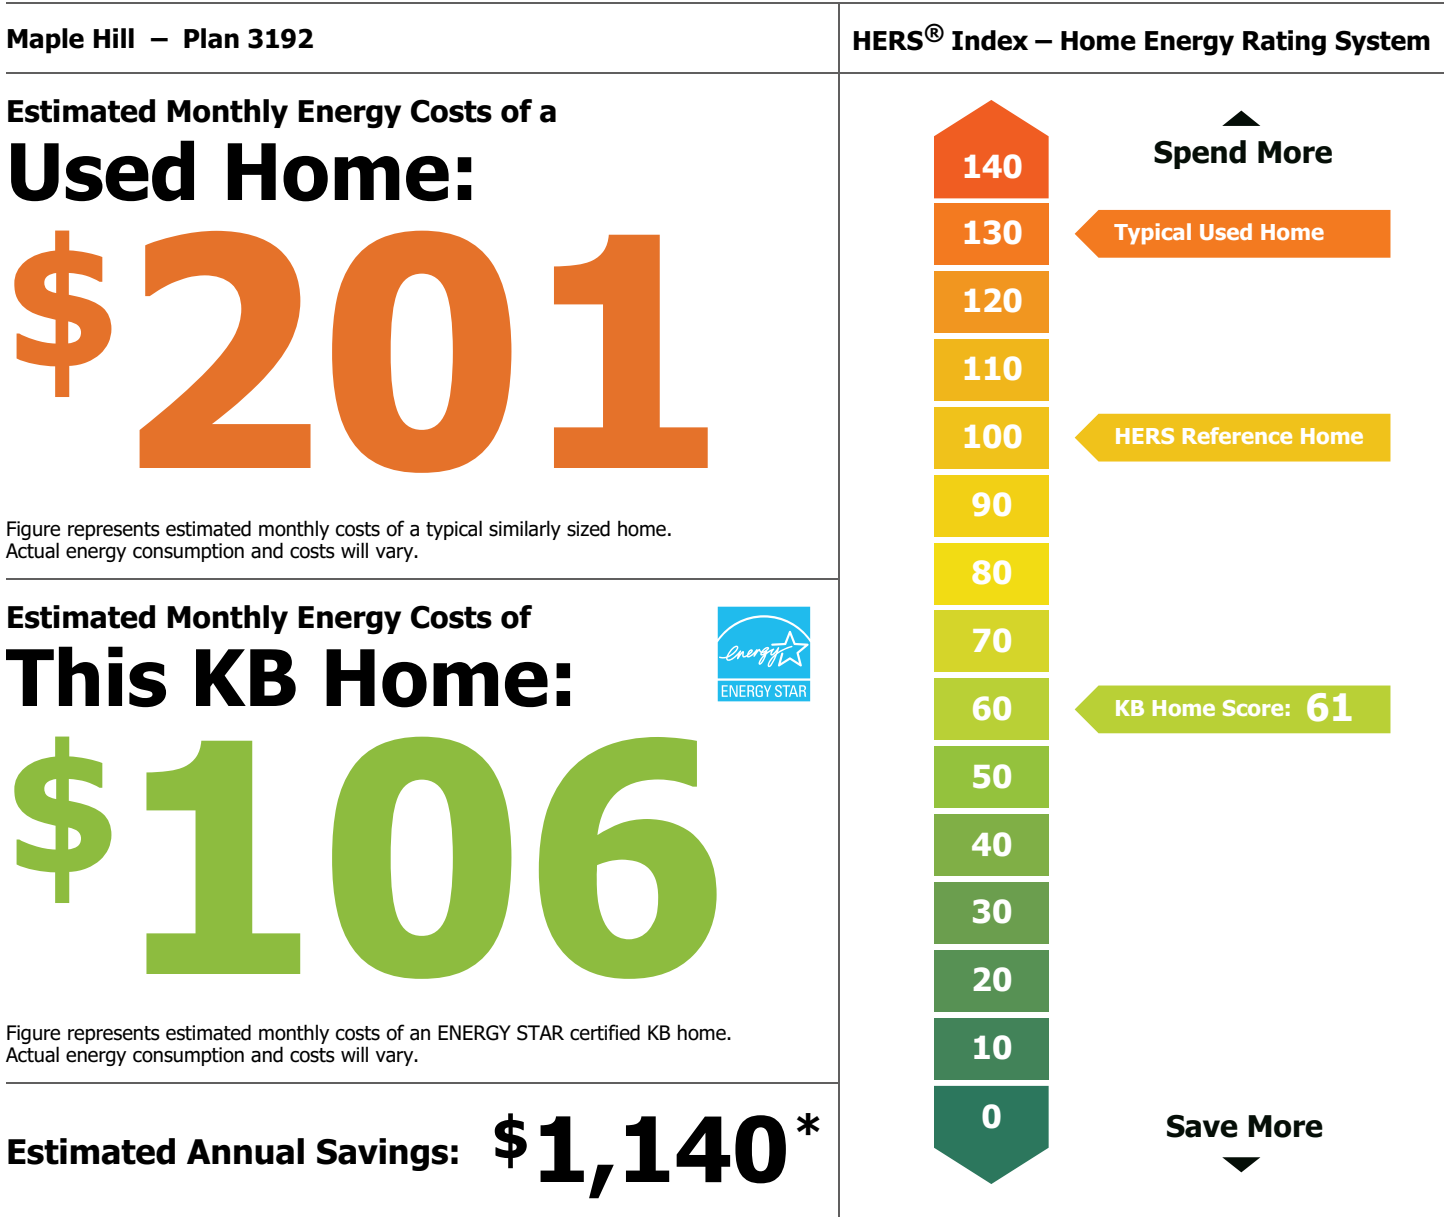 Maple Hill – Plan 3192
Estimated Monthly Energy Costs of a
Used Home:
$201
Figure represents estimated monthly costs of a typical similarly sized home.
Actual energy consumption and costs will vary.
Estimated Monthly Energy Costs of
This KB Home:
energy
ENERGY STAR
$106
Figure represents estimated monthly costs of an ENERGY STAR certified KB home.
Actual energy consumption and costs will vary.
Estimated Annual Savings: $1,140*
HERS® Index – Home Energy Rating System
Spend More
140
130 Typical Used Home
120
110
100 HERS Reference Home
90
80
70
60 KB Home Score: 61
50
40
30
20
10
0
Save More